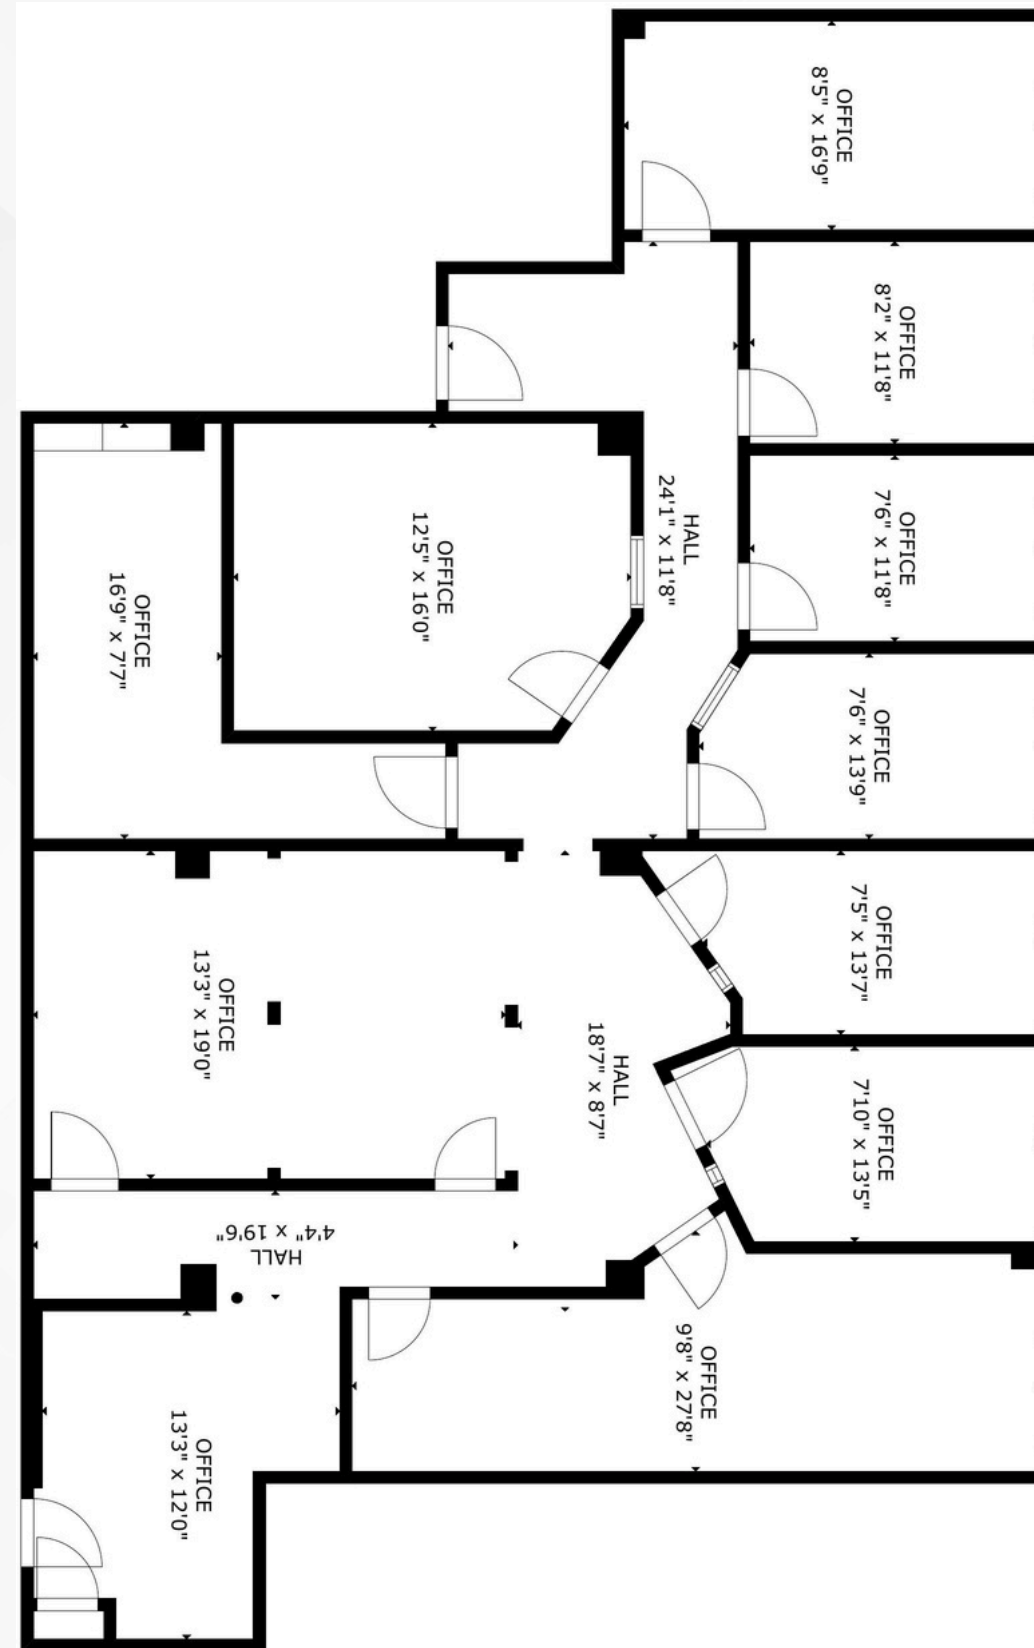 OFFICE
8'5" x 16'9"
OFFICE
8'2" x 11'8"
OFFICE
7'6" x 11'8"
HALL
24'1" x 11'8"
OFFICE
12'5" x 16'0"
OFFICE
16'9" x 7'7"
OFFICE
7'6" x 13'9"
OFFICE
7'5" x 13'7"
OFFICE
13'3" x 19'0"
HALL
18'7" x 8'7"
OFFICE
7'10" x 13'5"
HALL
4'4" x 19'6"
OFFICE
9'8" x 27'8"
OFFICE
13'3" x 12'0"